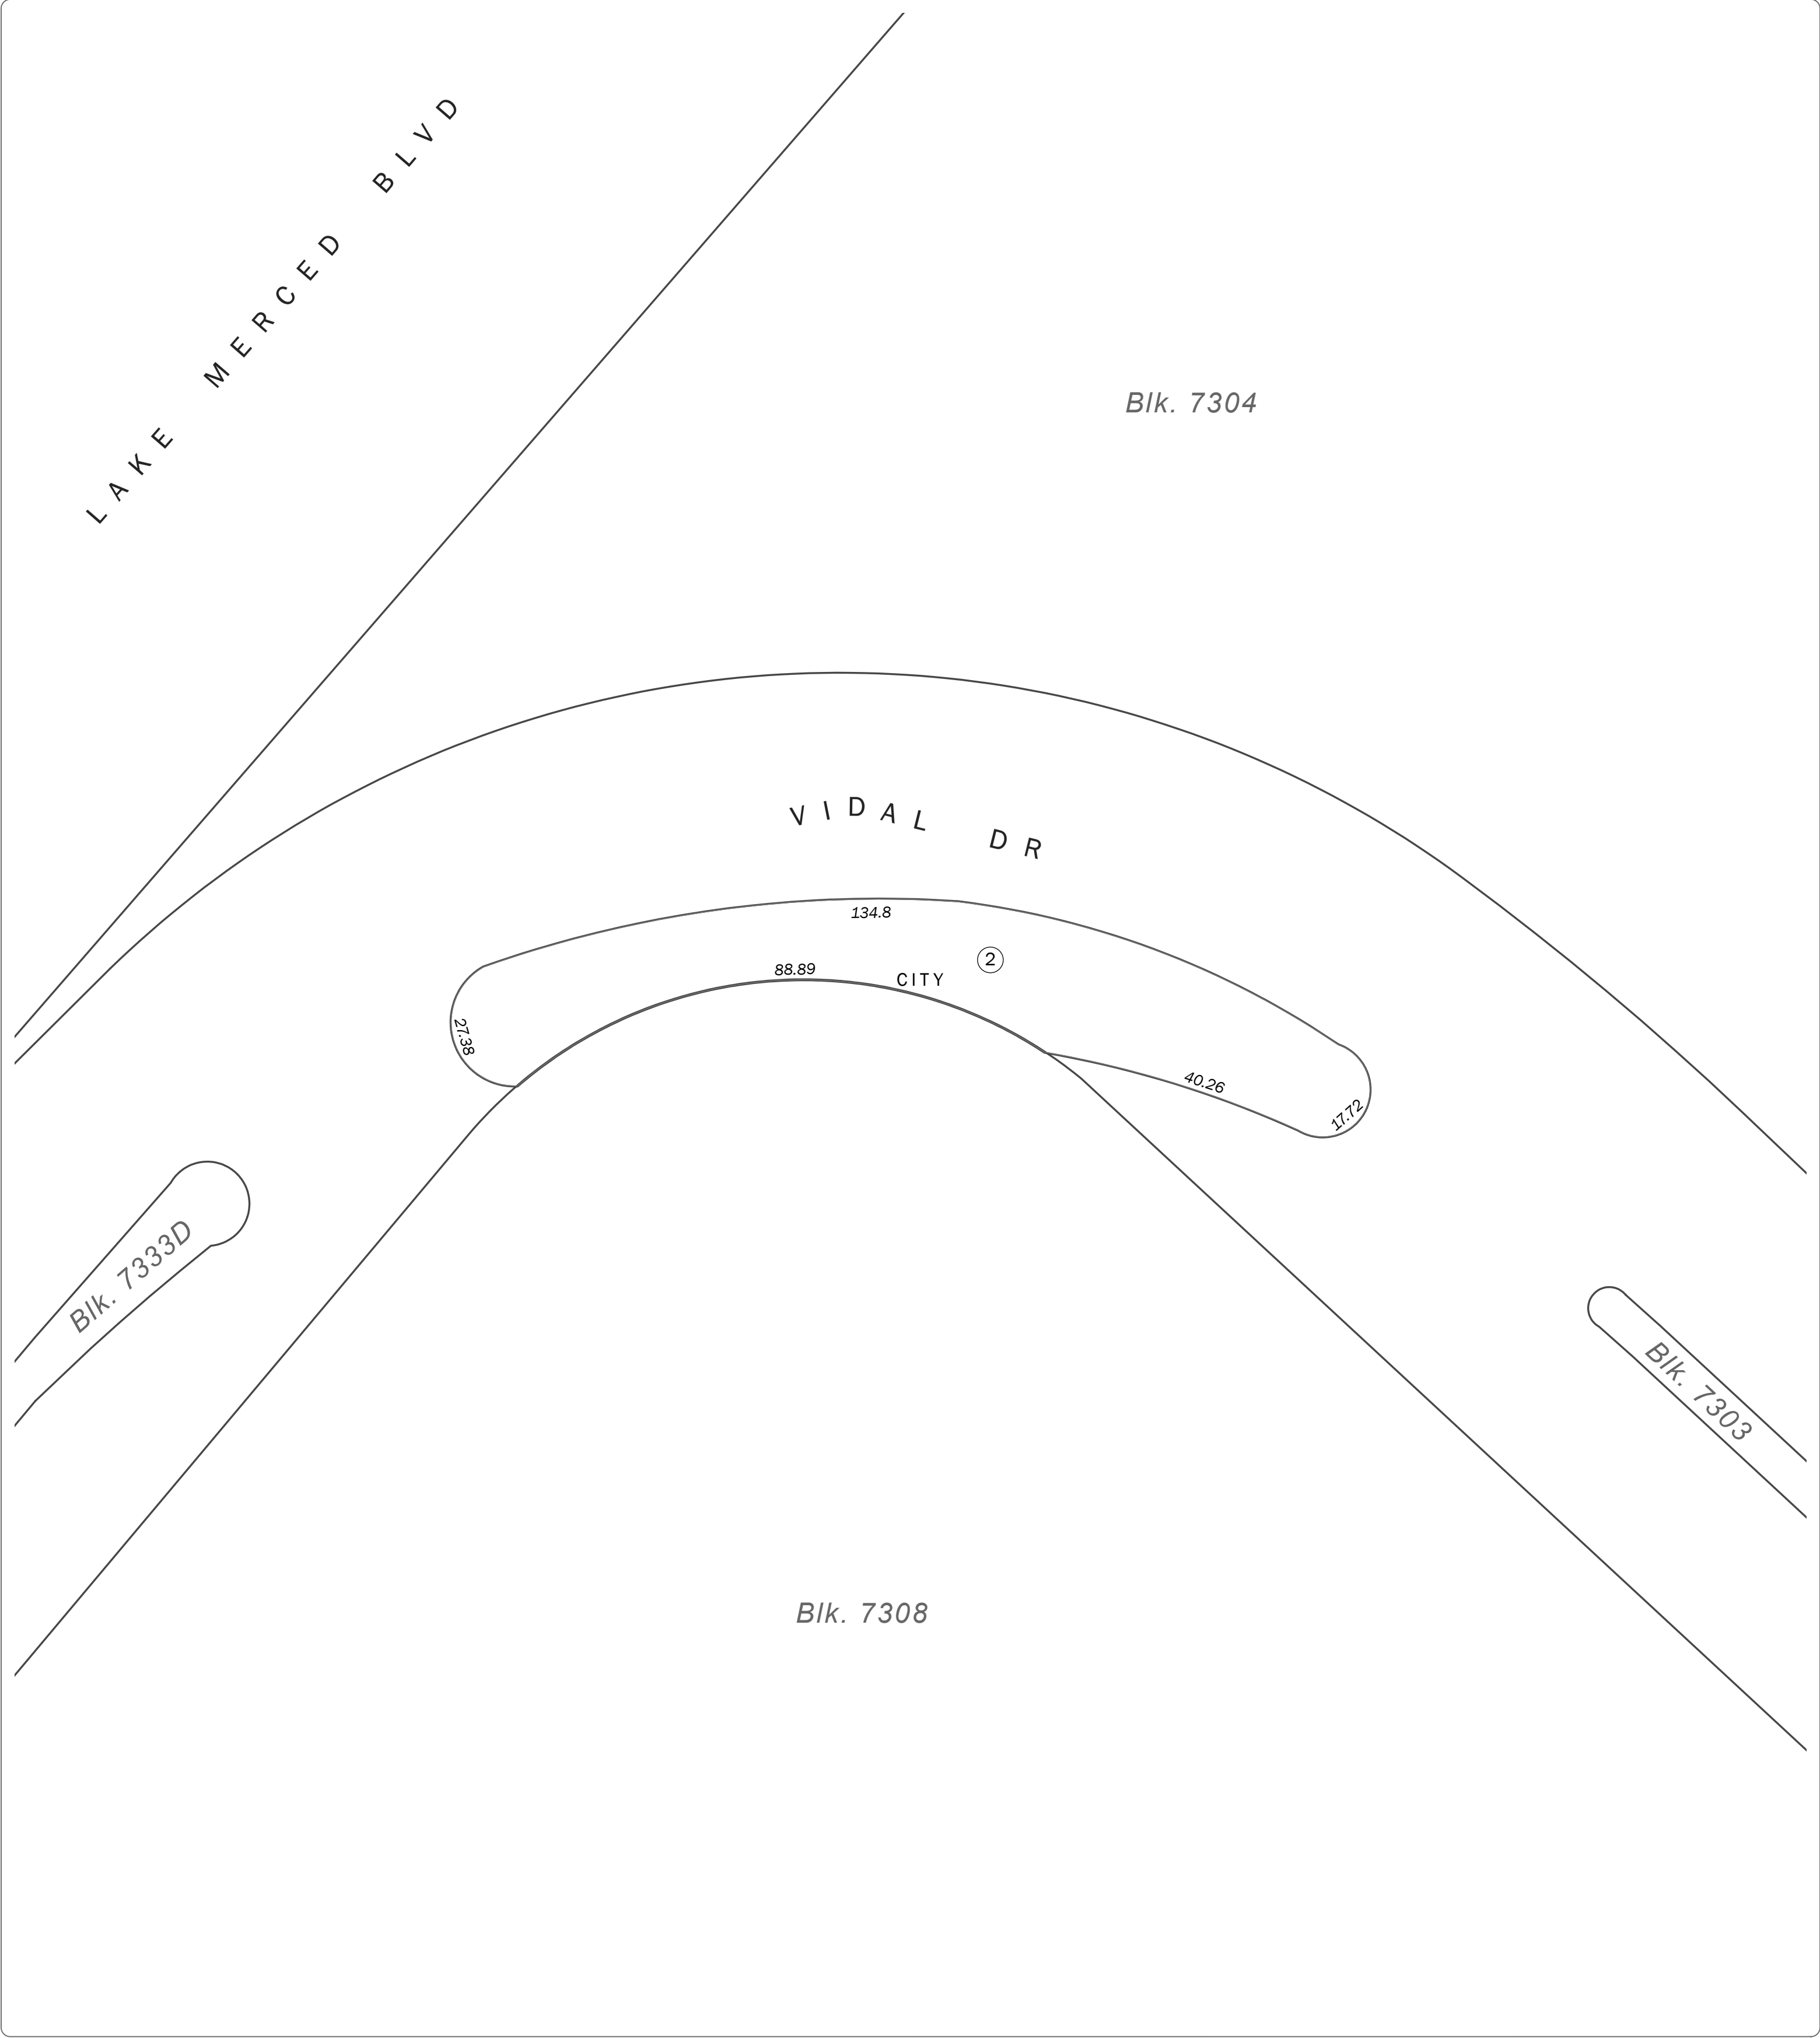 LAKE MERCED BLVD
Blk. 7304
VIDAL DR
134.8
2
88.89
CITY
27.38
40.26
17.72
Blk. 7333D
Blk. 7303
Blk. 7308